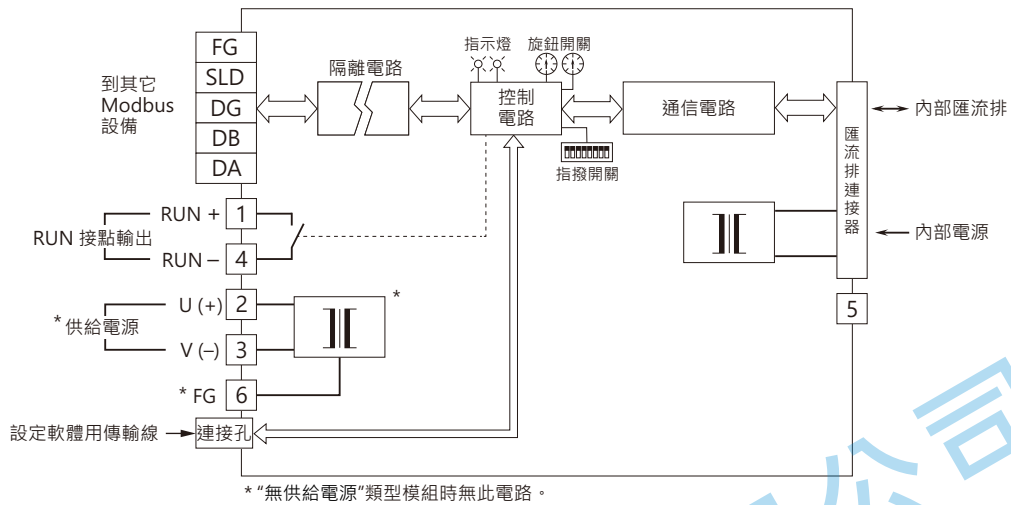 到其它
Modbus
設備
FG
SLD
DG
DB
DA
隔離電路
指示燈
旋鈕開關
控制
電路
指撥開關
通信電路
匯流排連接器
內部匯流排
內部電源
5
RUN 接點輸出
RUN +
1
RUN –
4
*供給電源
U (+)
2
V (–)
3
*
* FG
6
設定軟體用傳輸線
連接孔
* “無供給電源”類型模組時無此電路。
公司